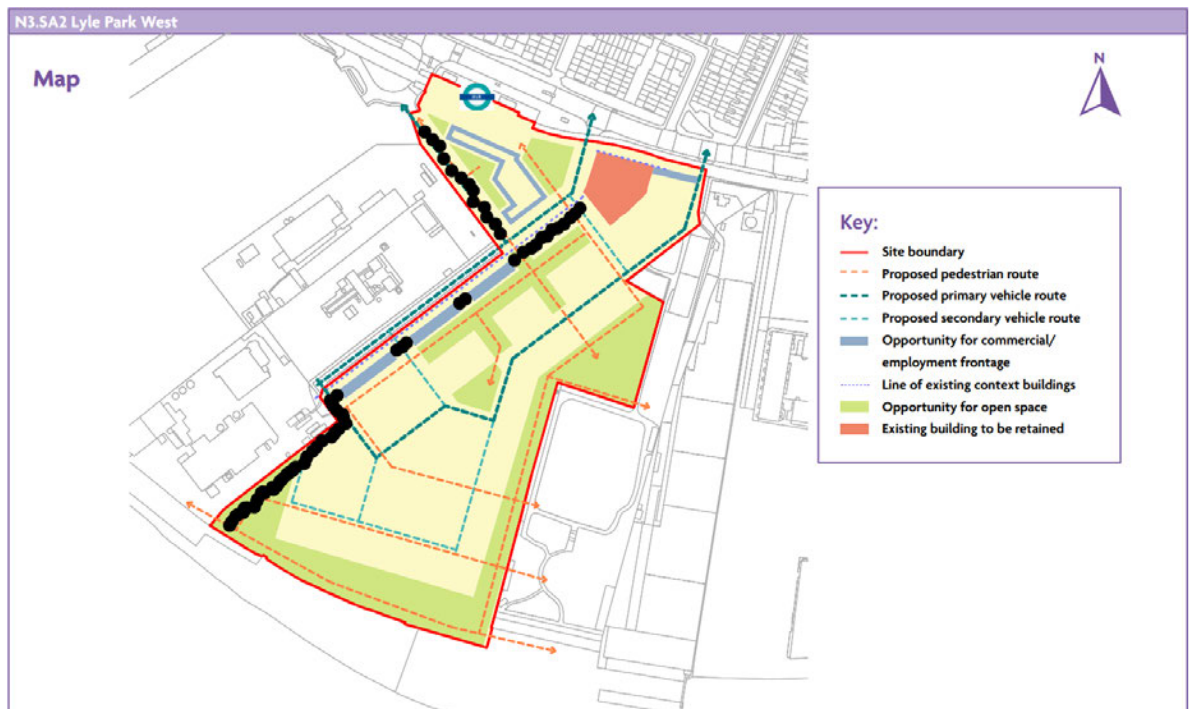 N3.SA2 Lyle Park West
Map
N
DLR
Key:
Site boundary
Proposed pedestrian route
Proposed primary vehicle route
Proposed secondary vehicle route
Opportunity for commercial/
employment frontage
Line of existing context buildings
Opportunity for open space
Existing building to be retained